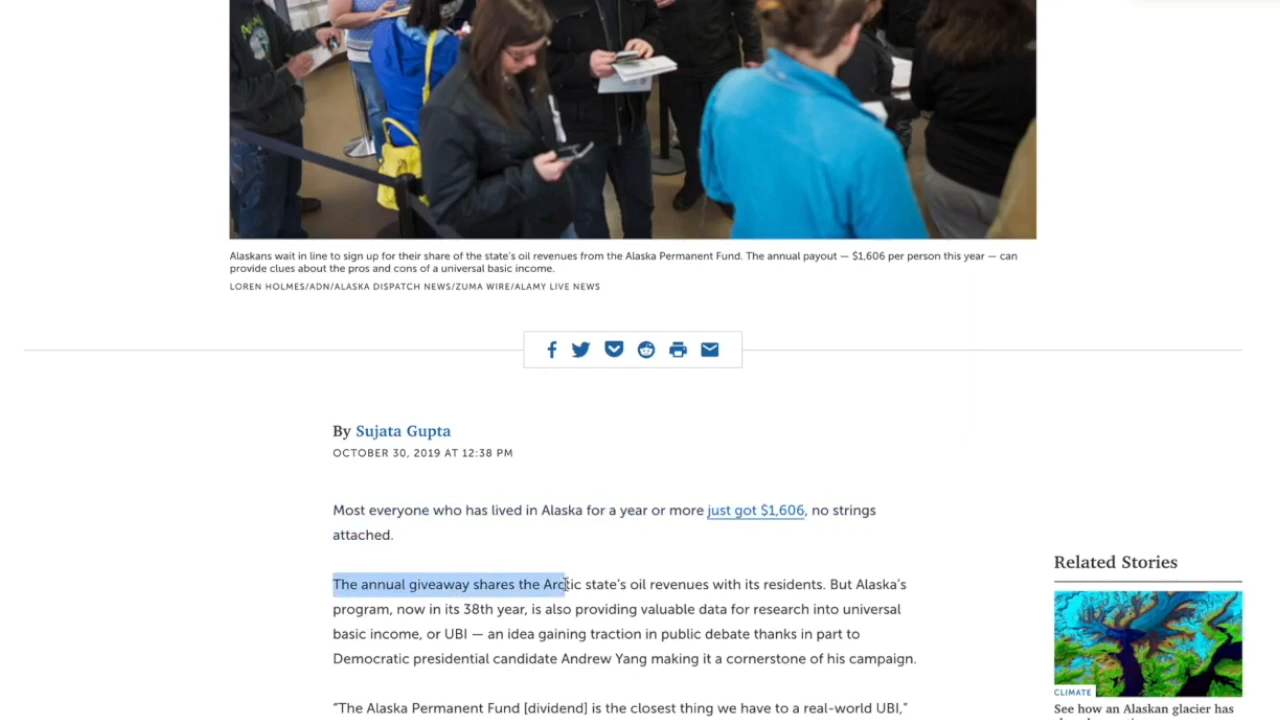 Alaskans wait in line to sign up for their share of the state's oil revenues from the Alaska Permanent Fund. The annual payout — $1,606 per person this year — can
provide clues about the pros and cons of a universal basic income.
LOREN HOLMES/ADN/ALASKA DISPATCH NEWS/ZUMA WIRE/ALAMY LIVE NEWS
By Sujata Gupta
OCTOBER 30, 2019 AT 12:38 PM
Most everyone who has lived in Alaska for a year or more just got $1,606, no strings
attached.
The annual giveaway shares the Arctic state's oil revenues with its residents. But Alaska's
program, now in its 38th year, is also providing valuable data for research into universal
basic income, or UBI — an idea gaining traction in public debate thanks in part to
Democratic presidential candidate Andrew Yang making it a cornerstone of his campaign.
“The Alaska Permanent Fund [dividend] is the closest thing we have to a real-world UBI,”
Related Stories
CLIMATE
See how an Alaskan glacier has